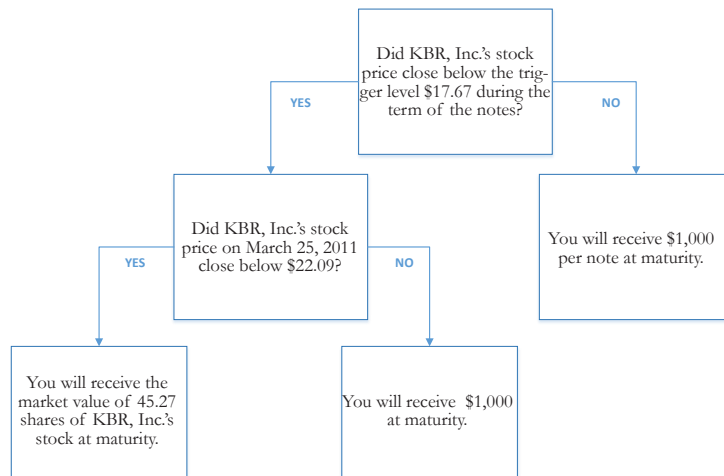 Did KBR, Inc.'s stock
price close below the trig-
ger level $17.67 during the
term of the notes?
YES
NO
Did KBR, Inc.'s stock
price on March 25, 2011
close below $22.09?
You will receive $1,000
per note at maturity.
YES
NO
You will receive the
market value of 45.27
shares of KBR, Inc.'s
stock at maturity.
You will receive $1,000
at maturity.